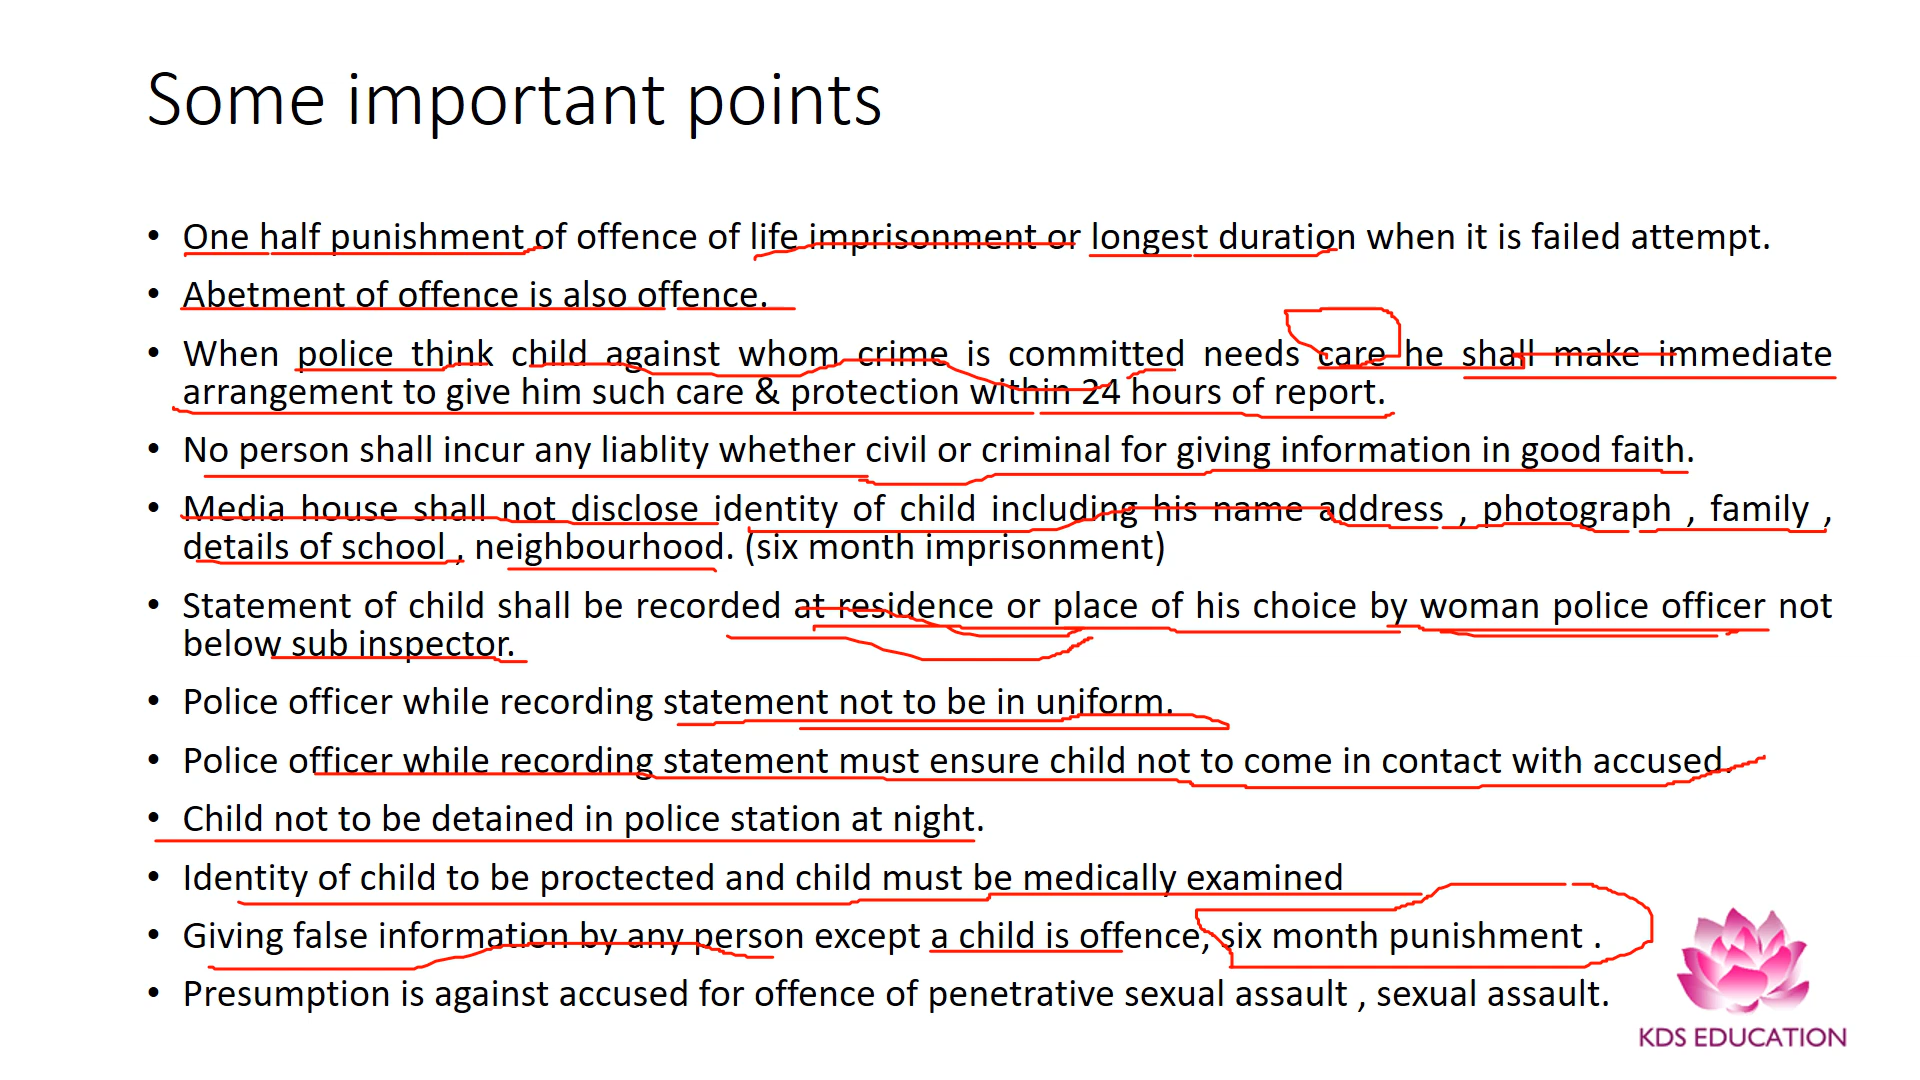 Some important points
• One half punishment of offence of life imprisonment or longest duration when it is failed attempt.
• Abetment of offence is also offence.
• When police think child against whom crime is committed needs care he shall make immediate
arrangement to give him such care & protection within 24 hours of report.
• No person shall incur any liablity whether civil or criminal for giving information in good faith.
• Media house shall not disclose identity of child including his name address , photograph , family ,
details of school , neighbourhood. (six month imprisonment)
• Statement of child shall be recorded at residence or place of his choice by woman police officer not
below sub inspector.
• Police officer while recording statement not to be in uniform.
• Police officer while recording statement must ensure child not to come in contact with accused.
• Child not to be detained in police station at night.
• Identity of child to be proctected and child must be medically examined
• Giving false information by any person except a child is offence, six month punishment .
• Presumption is against accused for offence of penetrative sexual assault , sexual assault.
KDS EDUCATION